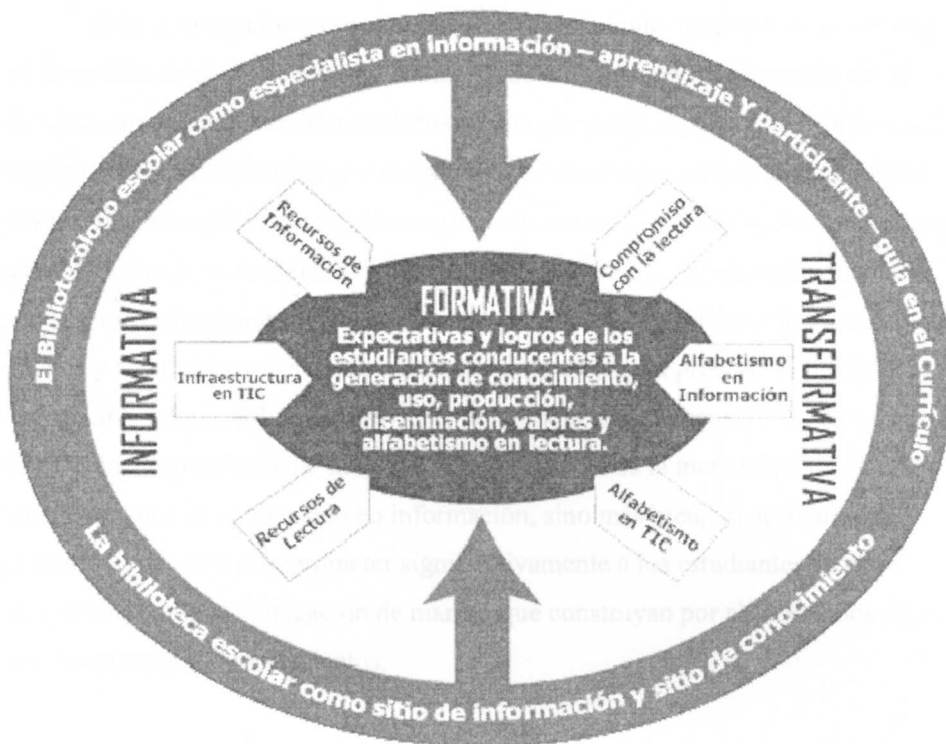 El Bibliotecólogo escolar como especialista en información – aprendizaje Y participante – guía en el Currículo
Recursos de
Información
Compromiso
con la lectura
INFORMATIVA
TRANSFORMATIVA
FORMATIVA
Expectativas y logros de los
estudiantes conducentes a la
generación de conocimiento,
uso, producción,
diseminación, valores y
alfabetismo en lectura.
Infraestructura
en TIC
Alfabetismo
en
Información
Recursos de
Lectura
Alfabetismo
en TIC
La biblioteca escolar como sitio de información y sitio de conocimiento